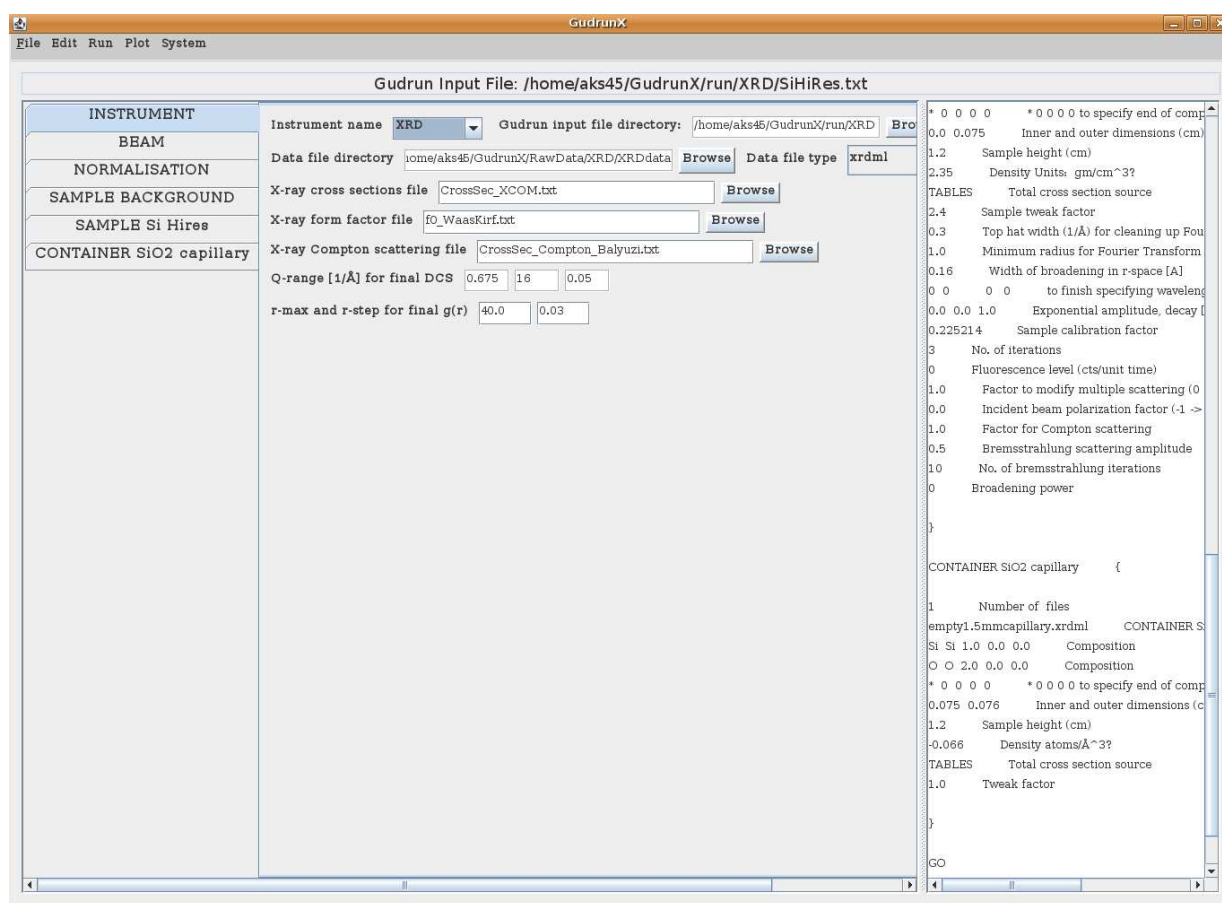 GudrunX
File Edit Run Plot System
Gudrun Input File: /home/aks45/GudrunX/run/XRD/SiHiRes.txt
INSTRUMENT
BEAM
NORMALISATION
SAMPLE BACKGROUND
SAMPLE Si Hires
CONTAINER SiO2 capillary
Instrument name XRD Gudrun input file directory: /home/aks45/GudrunX/run/XRD Bro
Data file directory ome/aks45/GudrunX/RawData/XRD/XRDdata Browse Data file type xrdml
X-ray cross sections file CrossSec_XCOM.txt Browse
X-ray form factor file f0_WaasKirf.txt Browse
X-ray Compton scattering file CrossSec_Compton_Balyuzi.txt Browse
Q-range [1/Å] for final DCS 0.675 16 0.05
r-max and r-step for final g(r) 40.0 0.03
* 0 0 0 0 * 0 0 0 0 to specify end of comp
0.0 0.075 Inner and outer dimensions (cm)
1.2 Sample height (cm)
2.35 Density Units: gm/cm^3?
TABLES Total cross section source
2.4 Sample tweak factor
0.3 Top hat width (1/Å) for cleaning up Fou
1.0 Minimum radius for Fourier Transform
0.16 Width of broadening in r-space [A]
0 0 0 0 to finish specifying waveleng
0.0 0.0 1.0 Exponential amplitude, decay [
0.225214 Sample calibration factor
3 No. of iterations
0 Fluorescence level (cts/unit time)
1.0 Factor to modify multiple scattering (0
0.0 Incident beam polarization factor (-1 ->
1.0 Factor for Compton scattering
0.5 Bremsstrahlung scattering amplitude
10 No. of bremsstrahlung iterations
0 Broadening power
}
CONTAINER SiO2 capillary {
1 Number of files
empty1.5mmcapillary.xrdml CONTAINER S
Si Si 1.0 0.0 0.0 Composition
O O 2.0 0.0 0.0 Composition
* 0 0 0 0 * 0 0 0 0 to specify end of comp
0.075 0.076 Inner and outer dimensions (c
1.2 Sample height (cm)
-0.066 Density atoms/Å^3?
TABLES Total cross section source
1.0 Tweak factor
}
GO